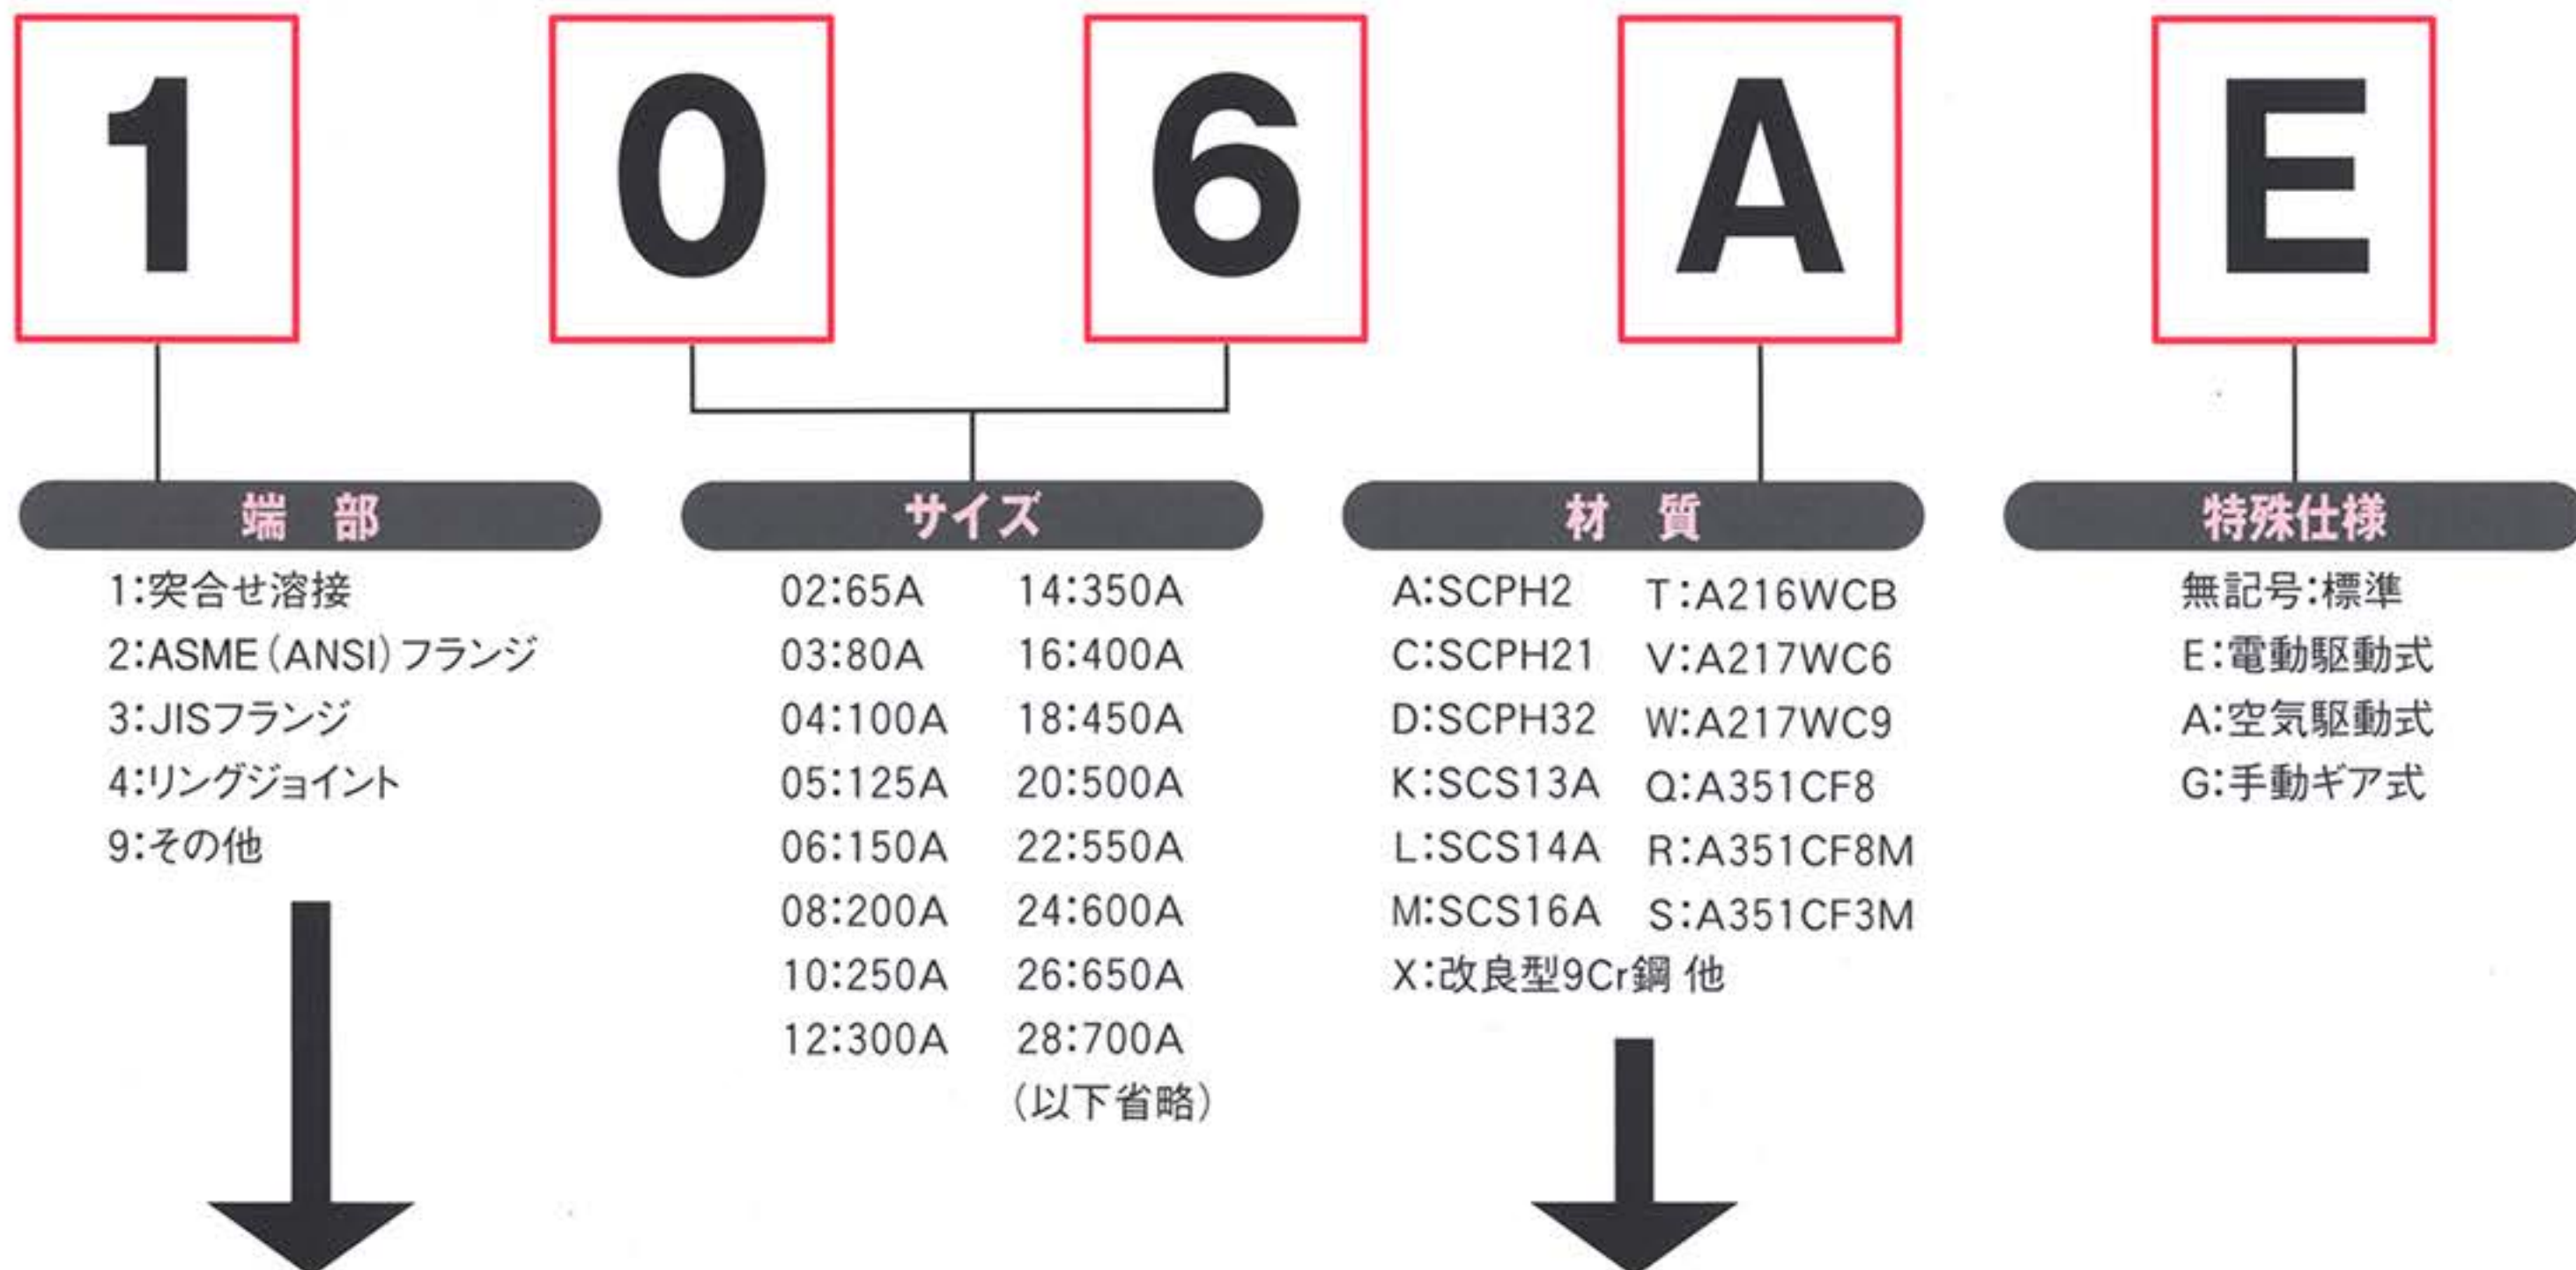 1 0 6 A E
端 部
1:突合せ溶接
2:ASME(ANSI)フランジ
3:JISフランジ
4:リングジョイント
9:その他
サイズ
02:65A 14:350A
03:80A 16:400A
04:100A 18:450A
05:125A 20:500A
06:150A 22:550A
08:200A 24:600A
10:250A 26:650A
12:300A 28:700A
(以下省略)
材 質
A:SCPH2 T:A216WCB
C:SCPH21 V:A217WC6
D:SCPH32 W:A217WC9
K:SCS13A Q:A351CF8
L:SCS14A R:A351CF8M
M:SCS16A S:A351CF3M
X:改良型9Cr鋼 他
特殊仕様
無記号:標準
E:電動駆動式
A:空気駆動式
G:手動ギア式